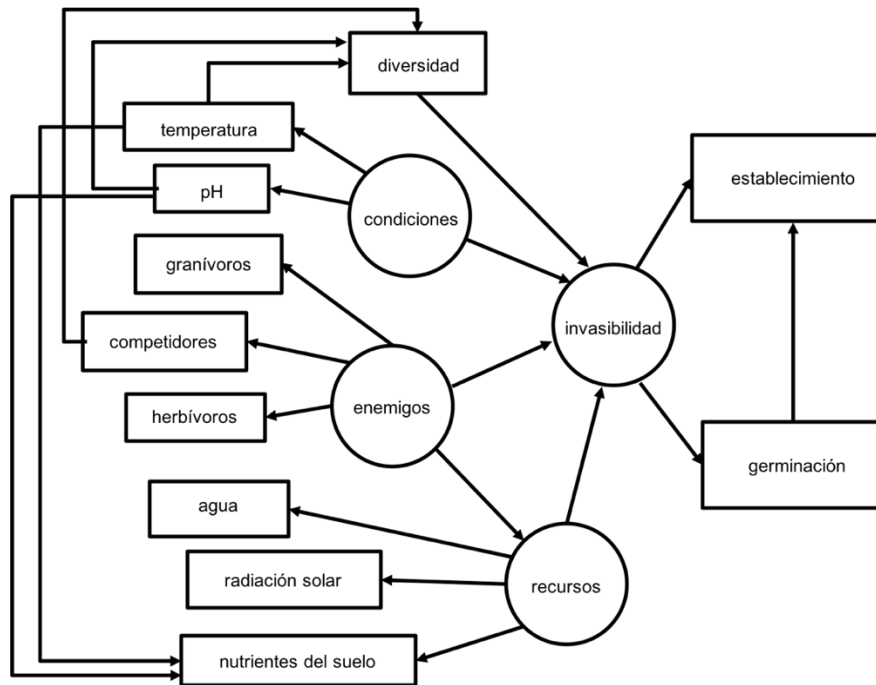 diversidad
temperatura
pH
condiciones
establecimiento
granívoros
invasibilidad
competidores
enemigos
herbívoros
germinación
agua
radiación solar
recursos
nutrientes del suelo